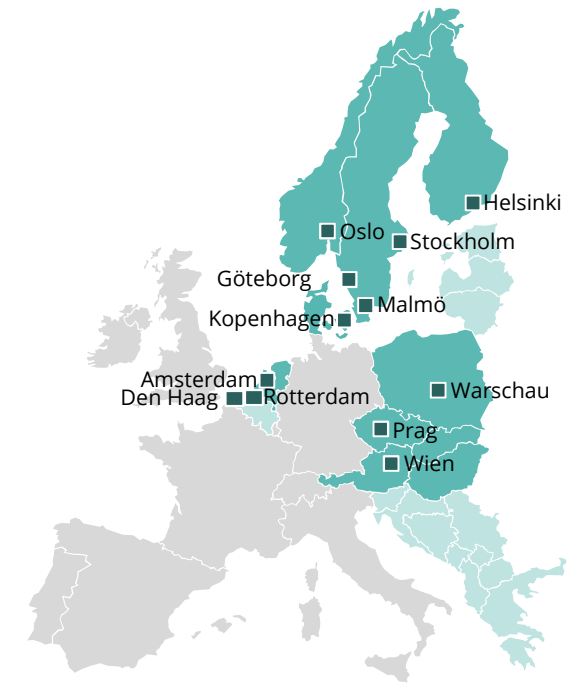 Helsinki
Oslo
Stockholm
Göteborg
Malmö
Kopenhagen
Amsterdam
Den Haag
Rotterdam
Warschau
Prag
Wien